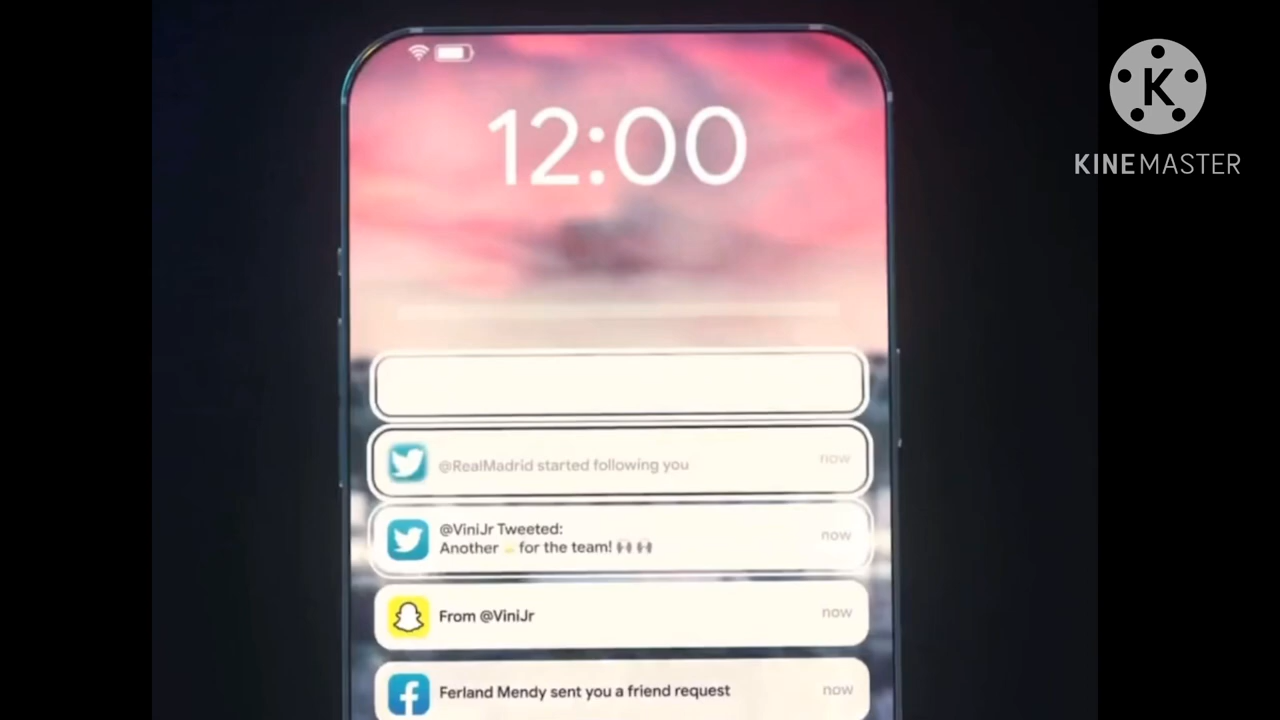 12:00
K
KINEMASTER
@RealMadrid started following you now
@ViniJr Tweeted:
Another ⭐ for the team! 🙌 🙌 now
From @ViniJr now
Ferland Mendy sent you a friend request now